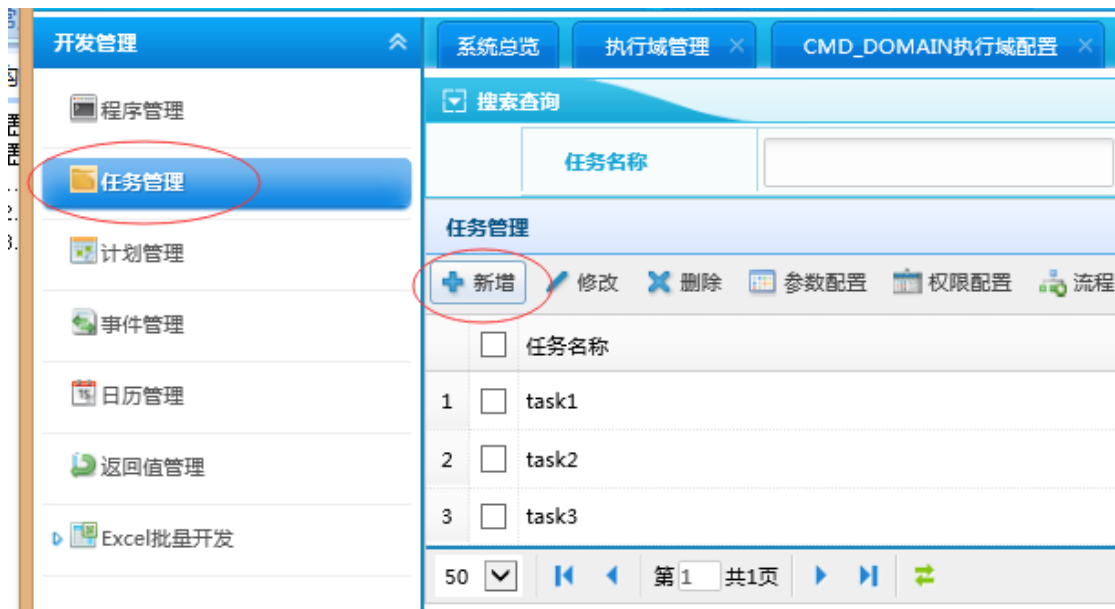 开发管理
系统总览 执行域管理 CMD_DOMAIN执行域配置
搜索查询
程序管理
任务名称
任务管理
任务管理
计划管理
新增 修改 删除 参数配置 权限配置 流程
事件管理
任务名称
日历管理
1 task1
返回值管理
2 task2
3 task3
Excel批量开发
50 第 1 共1页